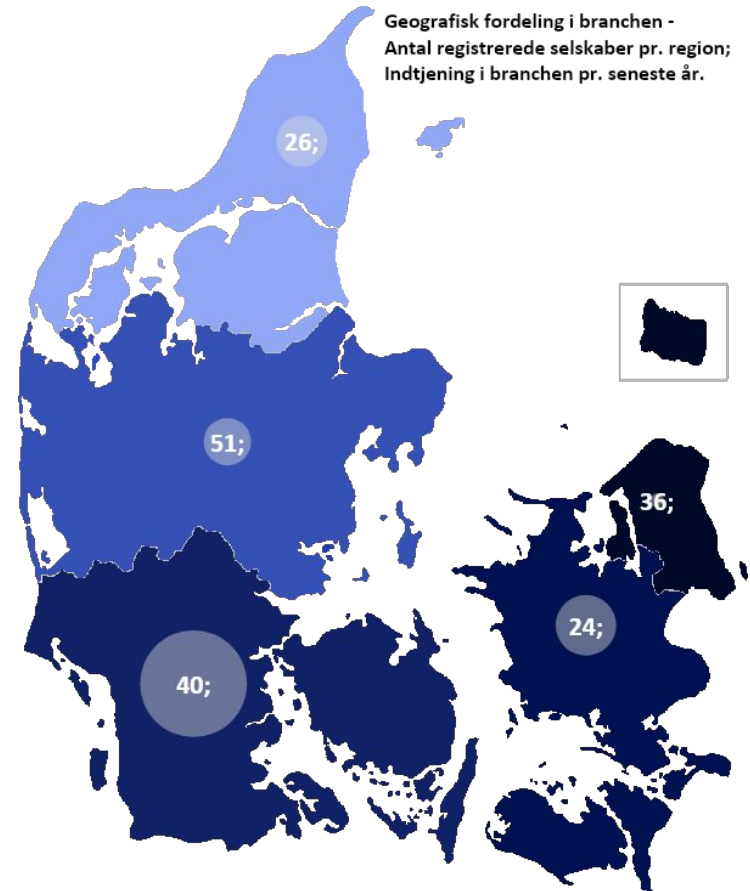 Geografisk fordeling i branchen -
Antal registrerede selskaber pr. region;
Indtjening i branchen pr. seneste år.
26;
51;
36;
24;
40;